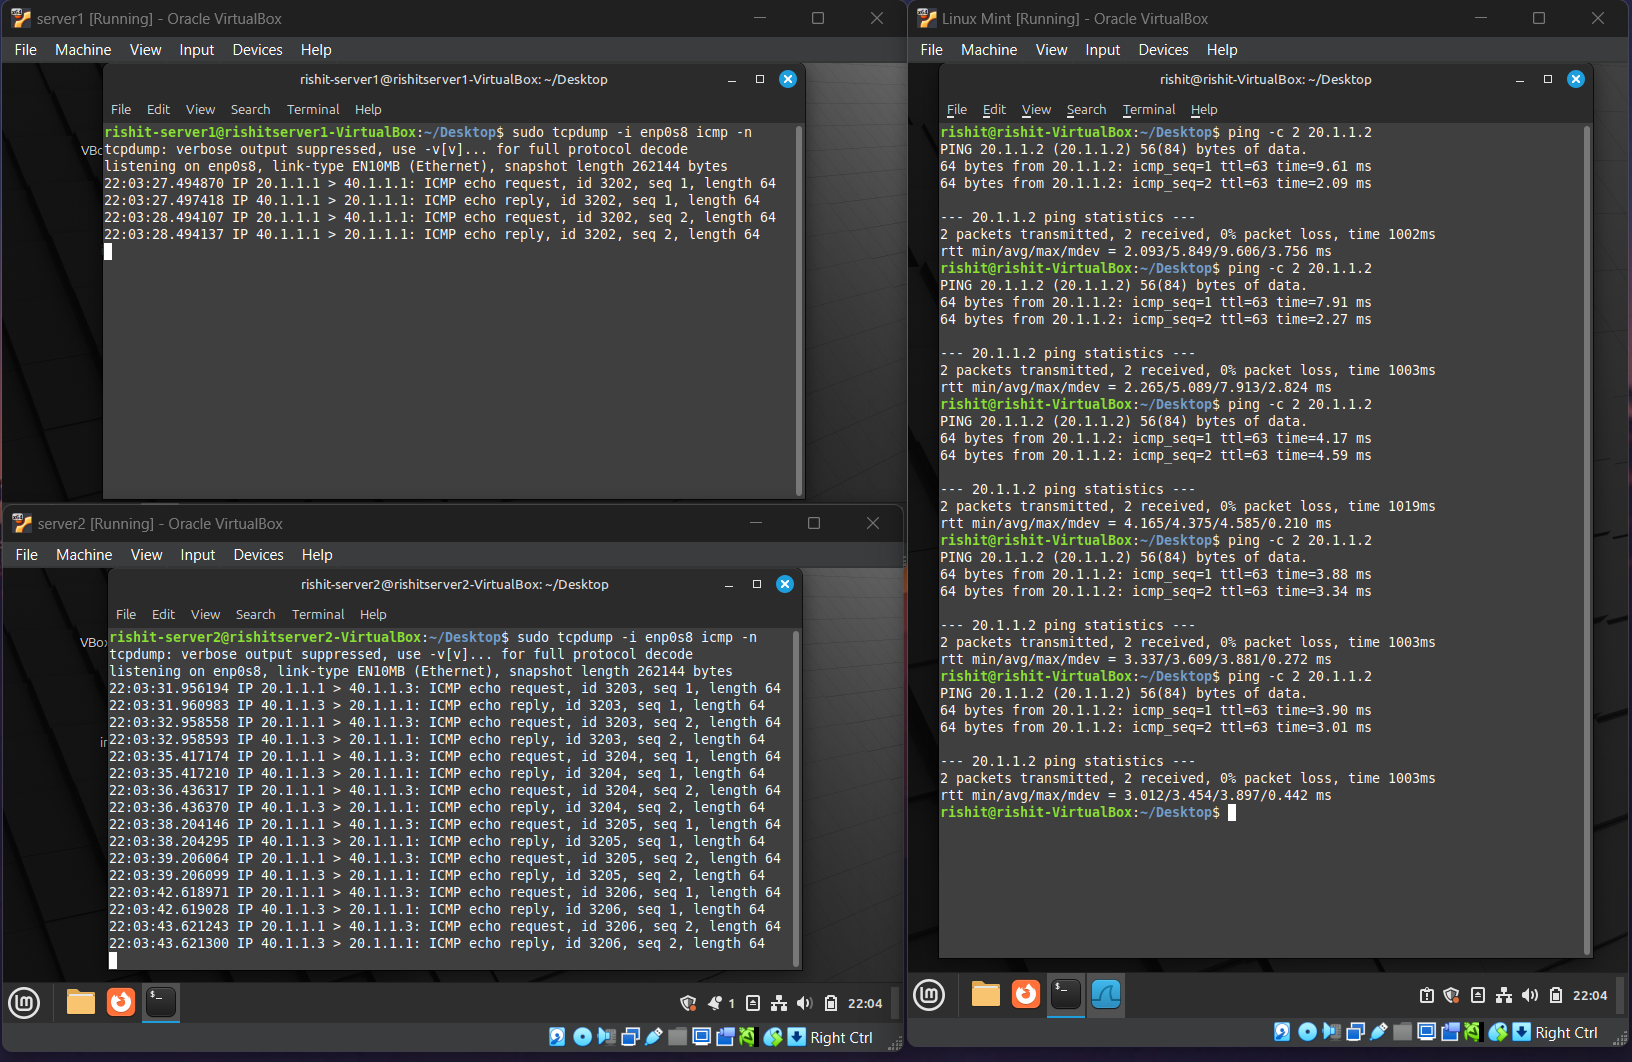 server1 [Running] - Oracle VirtualBox
File Machine View Input Devices Help
rishit-server1@rishitserver1-VirtualBox: ~/Desktop
File Edit View Search Terminal Help
VBo
rishit-server1@rishitserver1-VirtualBox:~/Desktop$ sudo tcpdump -i enp0s8 icmp -n
tcpdump: verbose output suppressed, use -v[v]... for full protocol decode
listening on enp0s8, link-type EN10MB (Ethernet), snapshot length 262144 bytes
22:03:27.494870 IP 20.1.1.1 > 40.1.1.1: ICMP echo request, id 3202, seq 1, length 64
22:03:27.497418 IP 40.1.1.1 > 20.1.1.1: ICMP echo reply, id 3202, seq 1, length 64
22:03:28.494107 IP 20.1.1.1 > 40.1.1.1: ICMP echo request, id 3202, seq 2, length 64
22:03:28.494137 IP 40.1.1.1 > 20.1.1.1: ICMP echo reply, id 3202, seq 2, length 64
server2 [Running] - Oracle VirtualBox
File Machine View Input Devices Help
rishit-server2@rishitserver2-VirtualBox: ~/Desktop
File Edit View Search Terminal Help
VBo
rishit-server2@rishitserver2-VirtualBox:~/Desktop$ sudo tcpdump -i enp0s8 icmp -n
tcpdump: verbose output suppressed, use -v[v]... for full protocol decode
listening on enp0s8, link-type EN10MB (Ethernet), snapshot length 262144 bytes
22:03:31.956194 IP 20.1.1.1 > 40.1.1.3: ICMP echo request, id 3203, seq 1, length 64
22:03:31.960983 IP 40.1.1.3 > 20.1.1.1: ICMP echo reply, id 3203, seq 1, length 64
22:03:32.958558 IP 20.1.1.1 > 40.1.1.3: ICMP echo request, id 3203, seq 2, length 64
22:03:32.958593 IP 40.1.1.3 > 20.1.1.1: ICMP echo reply, id 3203, seq 2, length 64
22:03:35.417174 IP 20.1.1.1 > 40.1.1.3: ICMP echo request, id 3204, seq 1, length 64
22:03:35.417210 IP 40.1.1.3 > 20.1.1.1: ICMP echo reply, id 3204, seq 1, length 64
22:03:36.436317 IP 20.1.1.1 > 40.1.1.3: ICMP echo request, id 3204, seq 2, length 64
22:03:36.436370 IP 40.1.1.3 > 20.1.1.1: ICMP echo reply, id 3204, seq 2, length 64
22:03:38.204146 IP 20.1.1.1 > 40.1.1.3: ICMP echo request, id 3205, seq 1, length 64
22:03:38.204295 IP 40.1.1.3 > 20.1.1.1: ICMP echo reply, id 3205, seq 1, length 64
22:03:39.206064 IP 20.1.1.1 > 40.1.1.3: ICMP echo request, id 3205, seq 2, length 64
22:03:39.206099 IP 40.1.1.3 > 20.1.1.1: ICMP echo reply, id 3205, seq 2, length 64
22:03:42.618971 IP 20.1.1.1 > 40.1.1.3: ICMP echo request, id 3206, seq 1, length 64
22:03:42.619028 IP 40.1.1.3 > 20.1.1.1: ICMP echo reply, id 3206, seq 1, length 64
22:03:43.621243 IP 20.1.1.1 > 40.1.1.3: ICMP echo request, id 3206, seq 2, length 64
22:03:43.621300 IP 40.1.1.3 > 20.1.1.1: ICMP echo reply, id 3206, seq 2, length 64
1 22:04
Right Ctrl
Linux Mint [Running] - Oracle VirtualBox
File Machine View Input Devices Help
rishit@rishit-VirtualBox: ~/Desktop
File Edit View Search Terminal Help
rishit@rishit-VirtualBox:~/Desktop$ ping -c 2 20.1.1.2
PING 20.1.1.2 (20.1.1.2) 56(84) bytes of data.
64 bytes from 20.1.1.2: icmp_seq=1 ttl=63 time=9.61 ms
64 bytes from 20.1.1.2: icmp_seq=2 ttl=63 time=2.09 ms
--- 20.1.1.2 ping statistics ---
2 packets transmitted, 2 received, 0% packet loss, time 1002ms
rtt min/avg/max/mdev = 2.093/5.849/9.606/3.756 ms
rishit@rishit-VirtualBox:~/Desktop$ ping -c 2 20.1.1.2
PING 20.1.1.2 (20.1.1.2) 56(84) bytes of data.
64 bytes from 20.1.1.2: icmp_seq=1 ttl=63 time=7.91 ms
64 bytes from 20.1.1.2: icmp_seq=2 ttl=63 time=2.27 ms
--- 20.1.1.2 ping statistics ---
2 packets transmitted, 2 received, 0% packet loss, time 1003ms
rtt min/avg/max/mdev = 2.265/5.089/7.913/2.824 ms
rishit@rishit-VirtualBox:~/Desktop$ ping -c 2 20.1.1.2
PING 20.1.1.2 (20.1.1.2) 56(84) bytes of data.
64 bytes from 20.1.1.2: icmp_seq=1 ttl=63 time=4.17 ms
64 bytes from 20.1.1.2: icmp_seq=2 ttl=63 time=4.59 ms
--- 20.1.1.2 ping statistics ---
2 packets transmitted, 2 received, 0% packet loss, time 1019ms
rtt min/avg/max/mdev = 4.165/4.375/4.585/0.210 ms
rishit@rishit-VirtualBox:~/Desktop$ ping -c 2 20.1.1.2
PING 20.1.1.2 (20.1.1.2) 56(84) bytes of data.
64 bytes from 20.1.1.2: icmp_seq=1 ttl=63 time=3.88 ms
64 bytes from 20.1.1.2: icmp_seq=2 ttl=63 time=3.34 ms
--- 20.1.1.2 ping statistics ---
2 packets transmitted, 2 received, 0% packet loss, time 1003ms
rtt min/avg/max/mdev = 3.337/3.609/3.881/0.272 ms
rishit@rishit-VirtualBox:~/Desktop$ ping -c 2 20.1.1.2
PING 20.1.1.2 (20.1.1.2) 56(84) bytes of data.
64 bytes from 20.1.1.2: icmp_seq=1 ttl=63 time=3.90 ms
64 bytes from 20.1.1.2: icmp_seq=2 ttl=63 time=3.01 ms
--- 20.1.1.2 ping statistics ---
2 packets transmitted, 2 received, 0% packet loss, time 1003ms
rtt min/avg/max/mdev = 3.012/3.454/3.897/0.442 ms
rishit@rishit-VirtualBox:~/Desktop$
22:04
Right Ctrl